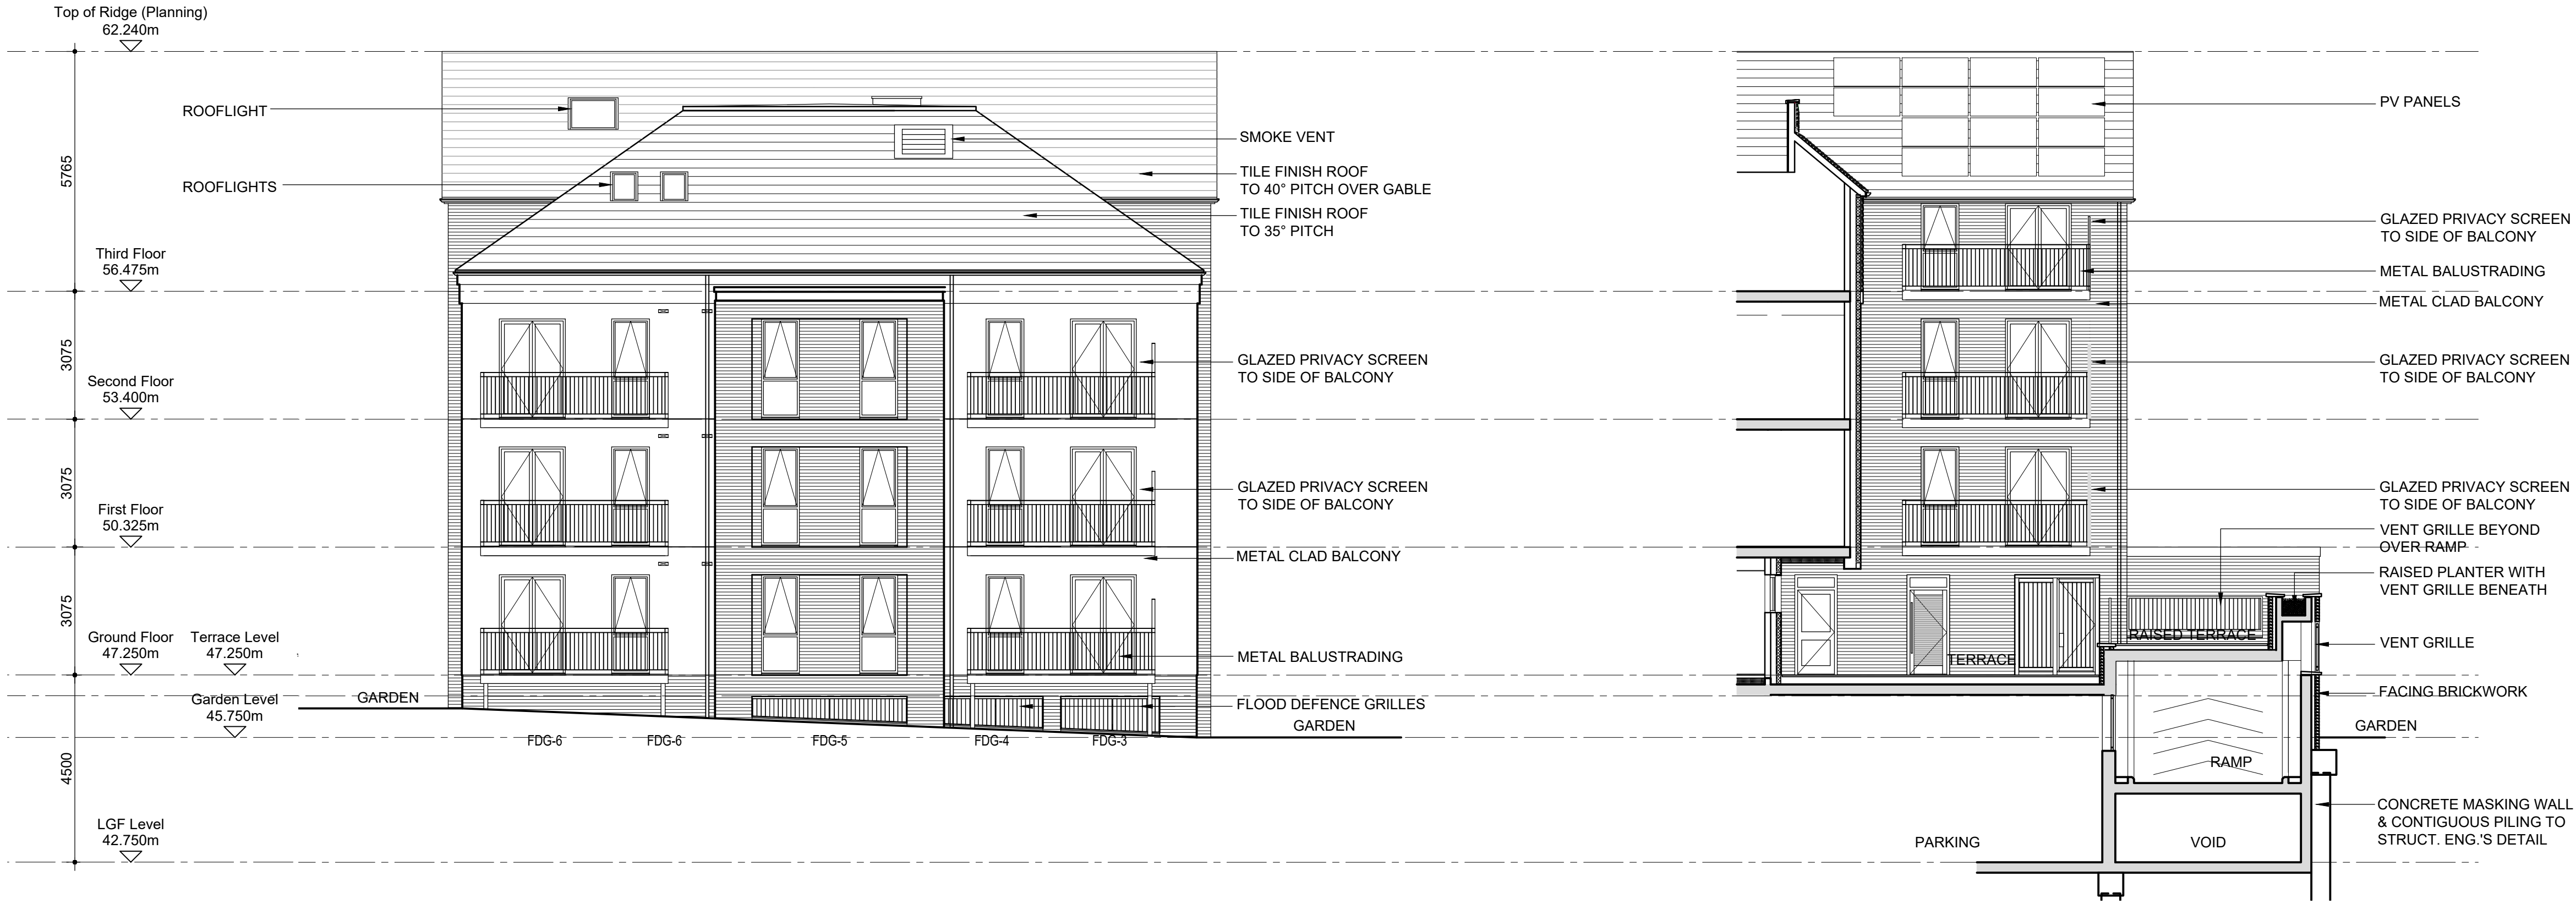 Top of Ridge (Planning)
62.240m
5765
Third Floor
56.475m
3075
Second Floor
53.400m
3075
First Floor
50.325m
3075
Ground Floor
47.250m
Terrace Level
47.250m
Garden Level
45.750m
4500
LGF Level
42.750m
ROOFLIGHT
ROOFLIGHTS
GARDEN
SMOKE VENT
TILE FINISH ROOF
TO 40° PITCH OVER GABLE
TILE FINISH ROOF
TO 35° PITCH
GLAZED PRIVACY SCREEN
TO SIDE OF BALCONY
GLAZED PRIVACY SCREEN
TO SIDE OF BALCONY
METAL CLAD BALCONY
METAL BALUSTRADING
FLOOD DEFENCE GRILLES
GARDEN
FDG-6
FDG-6
FDG-5
FDG-4
FDG-3
PV PANELS
GLAZED PRIVACY SCREEN
TO SIDE OF BALCONY
METAL BALUSTRADING
METAL CLAD BALCONY
GLAZED PRIVACY SCREEN
TO SIDE OF BALCONY
GLAZED PRIVACY SCREEN
TO SIDE OF BALCONY
VENT GRILLE BEYOND
OVER RAMP
RAISED PLANTER WITH
VENT GRILLE BENEATH
RAISED TERRACE
VENT GRILLE
TERRACE
FACING BRICKWORK
GARDEN
RAMP
CONCRETE MASKING WALL
& CONTIGUOUS PILING TO
STRUCT. ENG.'S DETAIL
PARKING
VOID